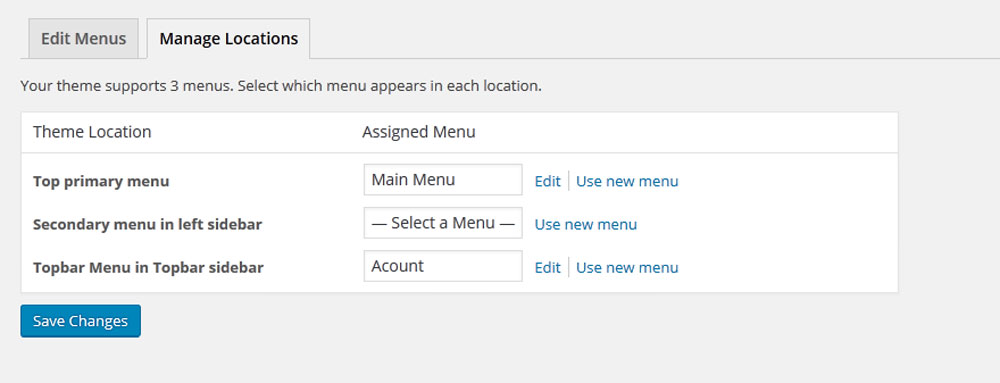 Edit Menus Manage Locations
Your theme supports 3 menus. Select which menu appears in each location.
Theme Location Assigned Menu
Top primary menu Main Menu Edit Use new menu
Secondary menu in left sidebar — Select a Menu — Use new menu
Topbar Menu in Topbar sidebar Acount Edit Use new menu
Save Changes